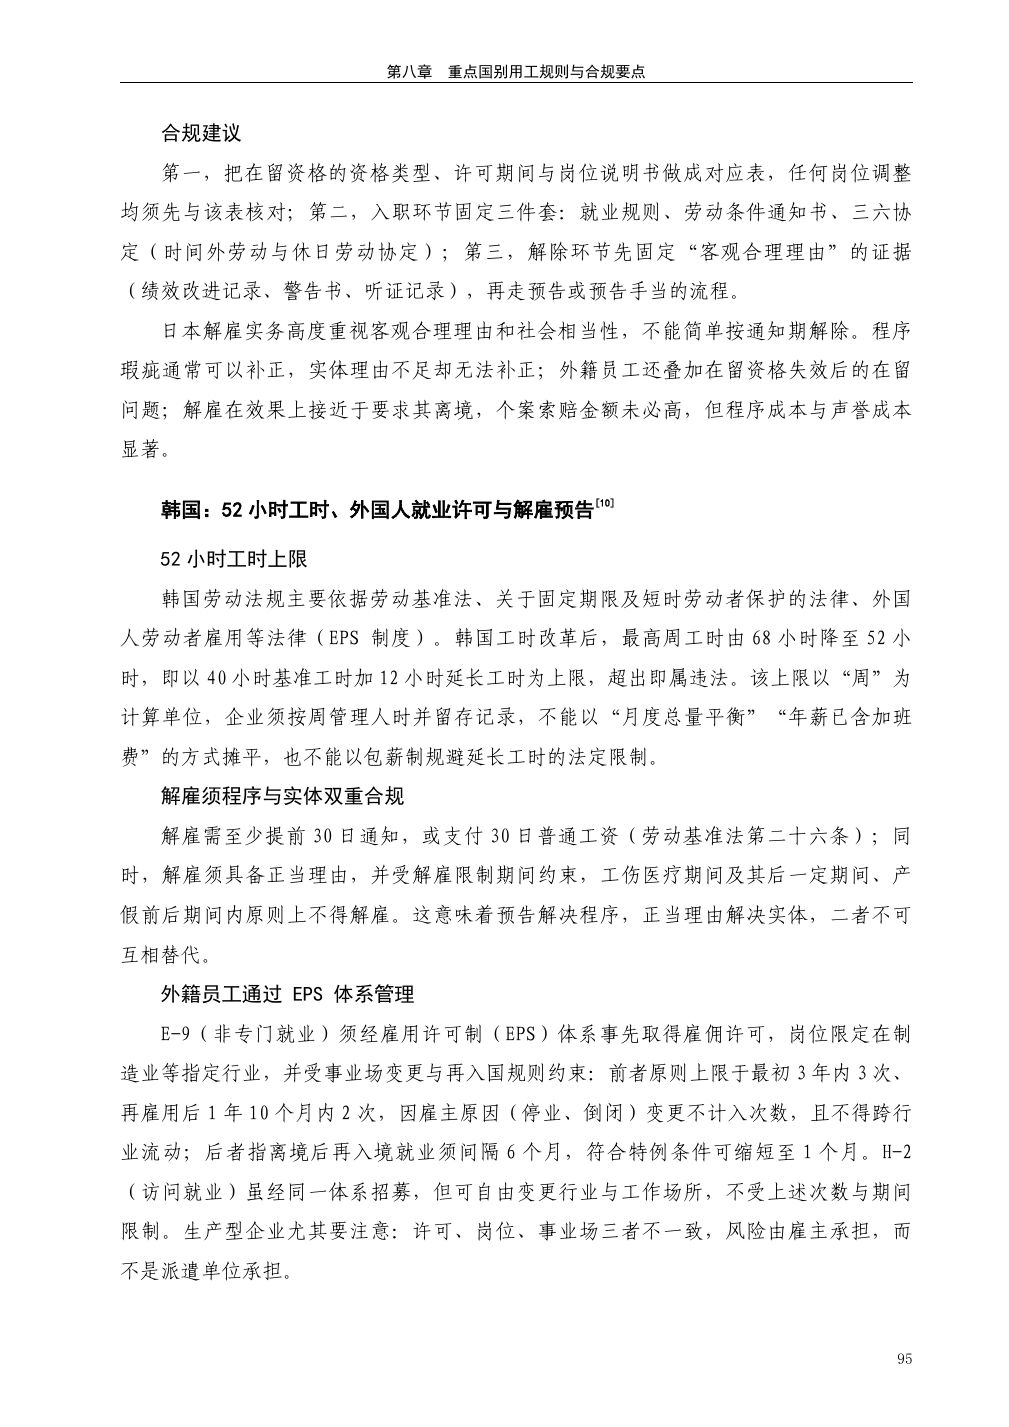 第八章　重点国别用工规则与合规要点
合规建议
第一，把在留资格的资格类型、许可期间与岗位说明书做成对应表，任何岗位调整
均须先与该表核对；第二，入职环节固定三件套：就业规则、劳动条件通知书、三六协
定（时间外劳动与休日劳动协定）；第三，解除环节先固定“客观合理理由”的证据
（绩效改进记录、警告书、听证记录），再走预告或预告手当的流程。
日本解雇实务高度重视客观合理理由和社会相当性，不能简单按通知期解除。程序
瑕疵通常可以补正，实体理由不足却无法补正；外籍员工还叠加在留资格失效后的在留
问题；解雇在效果上接近于要求其离境，个案索赔金额未必高，但程序成本与声誉成本
显著。
韩国：52 小时工时、外国人就业许可与解雇预告[10]
52 小时工时上限
韩国劳动法规主要依据劳动基准法、关于固定期限及短时劳动者保护的法律、外国
人劳动者雇用等法律（EPS 制度）。韩国工时改革后，最高周工时由 68 小时降至 52 小
时，即以 40 小时基准工时加 12 小时延长工时为上限，超出即属违法。该上限以“周”为
计算单位，企业须按周管理人时并留存记录，不能以“月度总量平衡”“年薪已含加班
费”的方式摊平，也不能以包薪制规避延长工时的法定限制。
解雇须程序与实体双重合规
解雇需至少提前 30 日通知，或支付 30 日普通工资（劳动基准法第二十六条）；同
时，解雇须具备正当理由，并受解雇限制期间约束，工伤医疗期间及其后一定期间、产
假前后期间内原则上不得解雇。这意味着预告解决程序，正当理由解决实体，二者不可
互相替代。
外籍员工通过 EPS 体系管理
E-9（非专门就业）须经雇用许可制（EPS）体系事先取得雇佣许可，岗位限定在制
造业等指定行业，并受事业场变更与再入国规则约束：前者原则上限于最初 3 年内 3 次、
再雇用后 1 年 10 个月内 2 次，因雇主原因（停业、倒闭）变更不计入次数，且不得跨行
业流动；后者指离境后再入境就业须间隔 6 个月，符合特例条件可缩短至 1 个月。H-2
（访问就业）虽经同一体系招募，但可自由变更行业与工作场所，不受上述次数与期间
限制。生产型企业尤其要注意：许可、岗位、事业场三者不一致，风险由雇主承担，而
不是派遣单位承担。
95